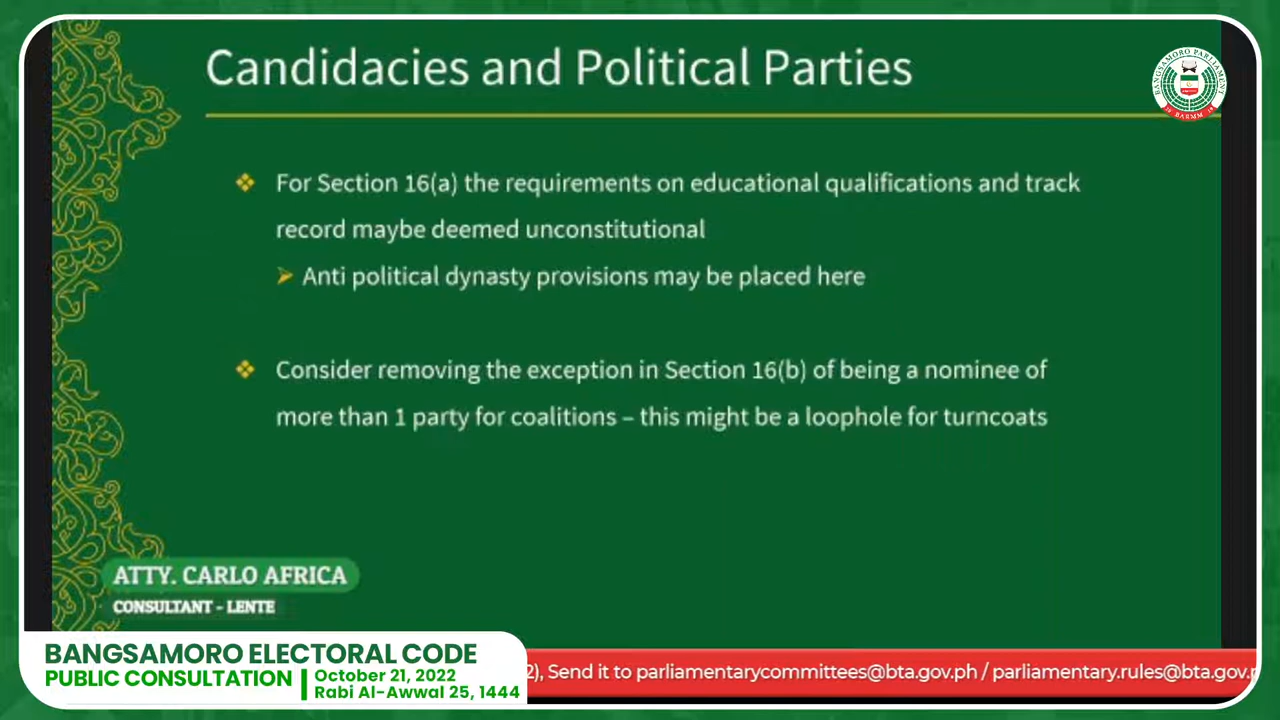 Candidacies and Political Parties
BANGSAMORO PARLIAMENT
BARMM
For Section 16(a) the requirements on educational qualifications and track
record maybe deemed unconstitutional
Anti political dynasty provisions may be placed here
Consider removing the exception in Section 16(b) of being a nominee of
more than 1 party for coalitions – this might be a loophole for turncoats
ATTY. CARLO AFRICA
CONSULTANT - LENTE
BANGSAMORO ELECTORAL CODE
PUBLIC CONSULTATION
October 21, 2022
Rabi Al-Awwal 25, 1444
2), Send it to parliamentarycommittees@bta.gov.ph / parliamentary.rules@bta.gov.p